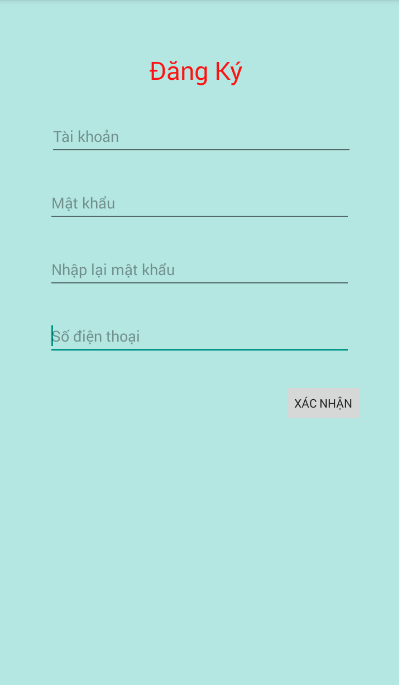 Đăng Ký
Tài khoản
Mật khẩu
Nhập lại mật khẩu
Số điện thoại
XÁC NHẬN